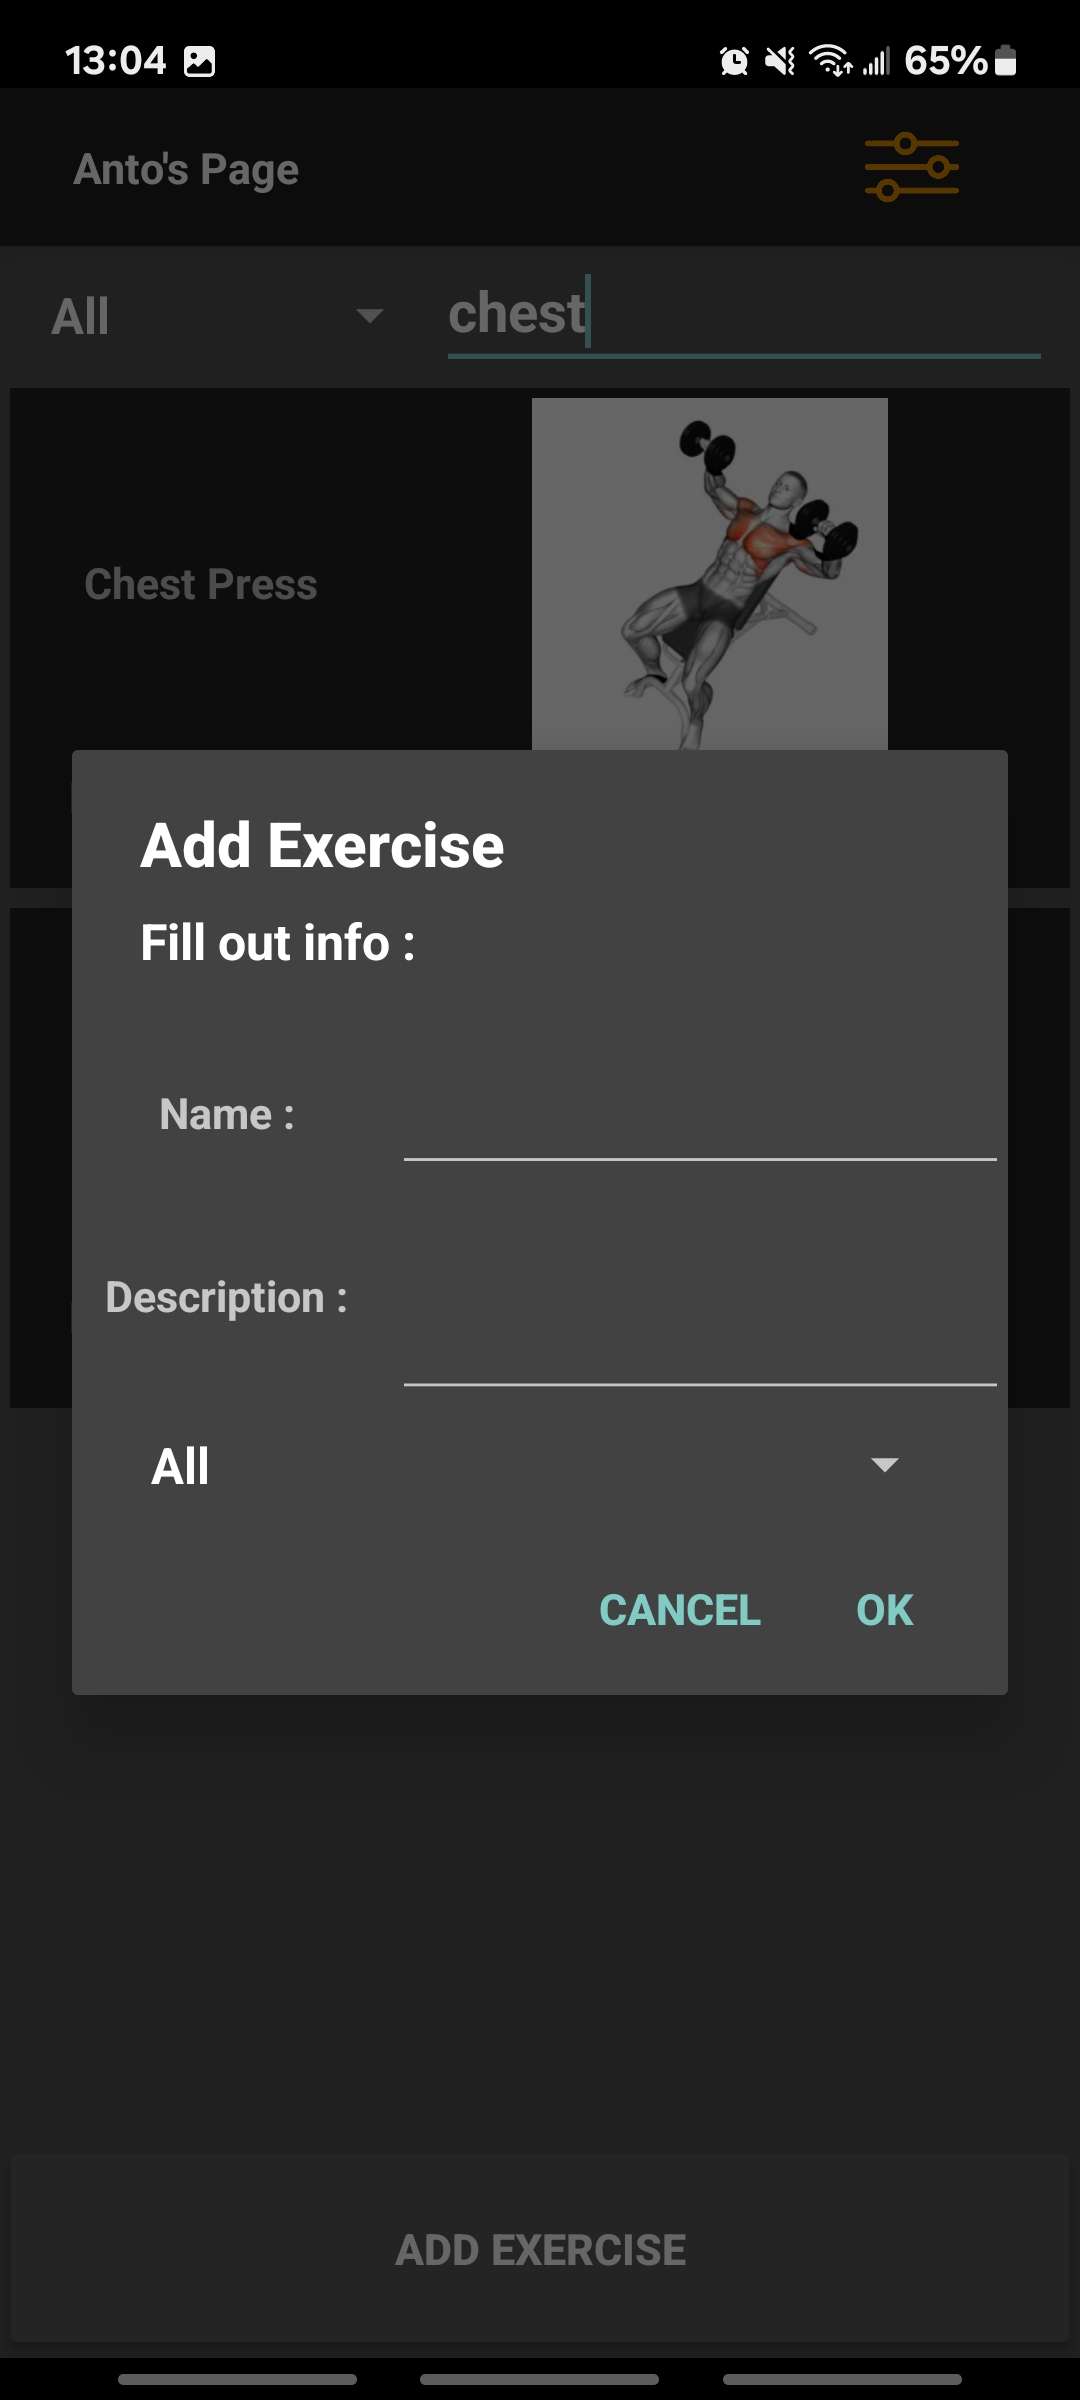 13:04 65%
Anto's Page
All chest
Chest Press
Add Exercise
Fill out info :
Name :
Description :
All
CANCEL OK
ADD EXERCISE